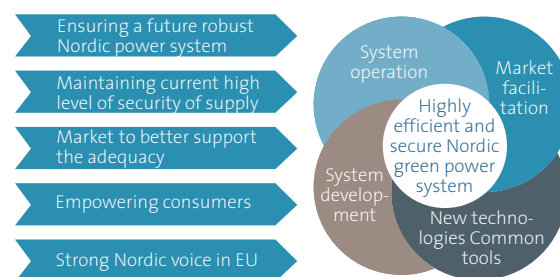 Ensuring a future robust
Nordic power system
Maintaining current high
level of security of supply
Market to better support
the adequacy
Empowering consumers
Strong Nordic voice in EU
System
operation
Market
facili-
tation
Highly
efficient and
secure Nordic
green power
system
System
develop-
ment
New techno-
logies Common
tools